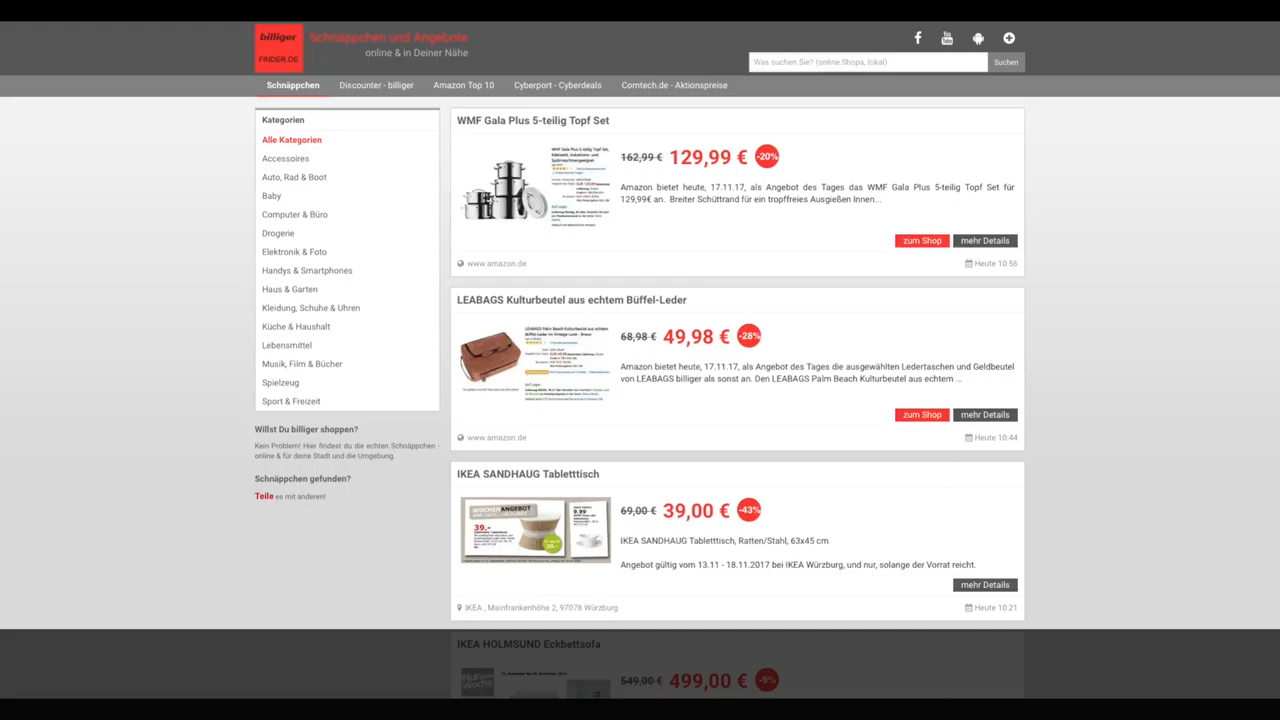 billiger
FINDER.DE
Schnäppchen und Angebote
online & in Deiner Nähe
Was suchen Sie? (online Shops, lokal)
Suchen
Schnäppchen
Discounter - billiger
Amazon Top 10
Cyberport - Cyberdeals
Comtech.de - Aktionspreise
Kategorien
Alle Kategorien
Accessoires
Auto, Rad & Boot
Baby
Computer & Büro
Drogerie
Elektronik & Foto
Handys & Smartphones
Haus & Garten
Kleidung, Schuhe & Uhren
Küche & Haushalt
Lebensmittel
Musik, Film & Bücher
Spielzeug
Sport & Freizeit
Willst Du billiger shoppen?
Kein Problem! Hier findest du die echten Schnäppchen -
online & für deine Stadt und die Umgebung.
Schnäppchen gefunden?
Teile es mit anderen!
WMF Gala Plus 5-teilig Topf Set
162,99 € 129,99 € -20%
Amazon bietet heute, 17.11.17, als Angebot des Tages das WMF Gala Plus 5-teilig Topf Set für
129,99€ an. Breiter Schüttrand für ein tropffreies Ausgießen Innen...
zum Shop
mehr Details
www.amazon.de
Heute 10:56
LEABAGS Kulturbeutel aus echtem Büffel-Leder
68,98 € 49,98 € -28%
Amazon bietet heute, 17.11.17, als Angebot des Tages die ausgewählten Ledertaschen und Geldbeutel
von LEABAGS billiger als sonst an. Den LEABAGS Palm Beach Kulturbeutel aus echtem ...
zum Shop
mehr Details
www.amazon.de
Heute 10:44
IKEA SANDHAUG Tabletttisch
WOCHENANGEBOT
39.-
9.99
69,00 € 39,00 € -43%
IKEA SANDHAUG Tabletttisch, Ratten/Stahl, 63x45 cm
Angebot gültig vom 13.11 - 18.11.2017 bei IKEA Würzburg, und nur, solange der Vorrat reicht.
mehr Details
IKEA , Mainfrankenhöhe 2, 97078 Würzburg
Heute 10:21
IKEA HOLMSUND Eckbettsofa
549,00 € 499,00 € -9%